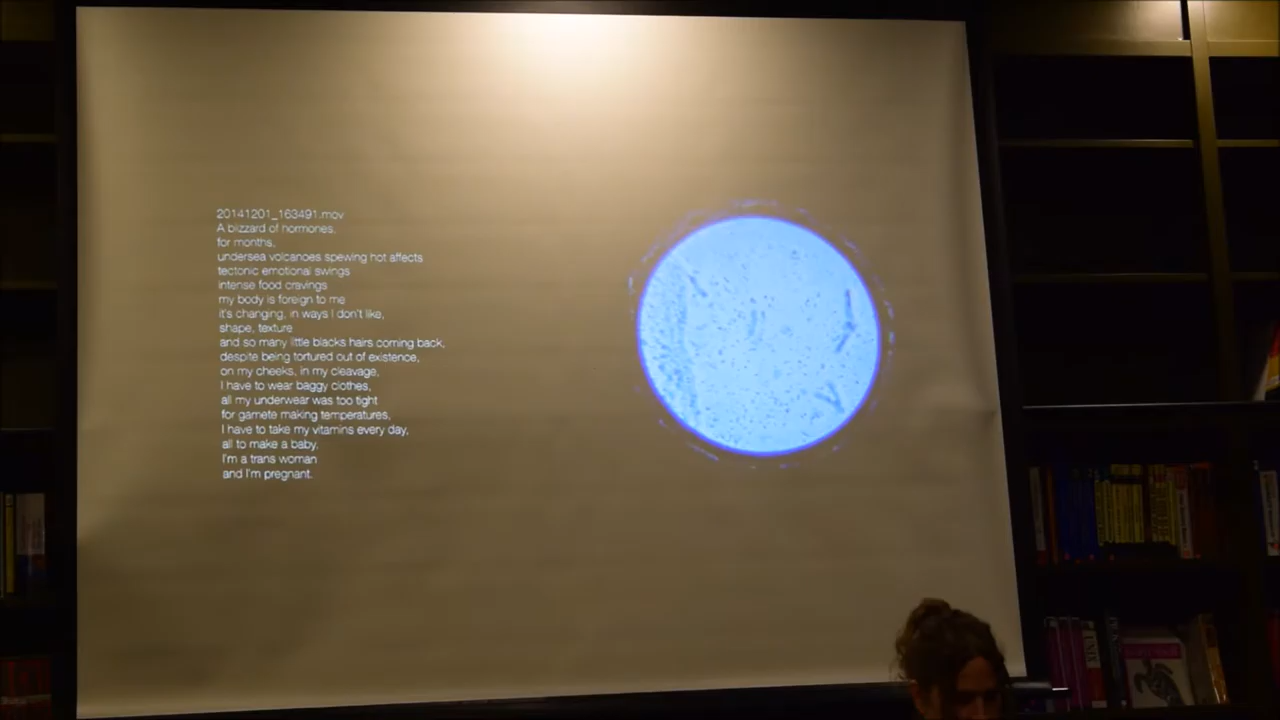 20141201_163491.mov
A blizzard of hormones,
for months,
undersea volcanoes spewing hot affects
tectonic emotional swings
intense food cravings
my body is foreign to me
it's changing, in ways I don't like,
shape, texture
and so many little blacks hairs coming back,
despite being tortured out of existence,
on my cheeks, in my cleavage,
I have to wear baggy clothes,
all my underwear was too tight
for gamete making temperatures,
I have to take my vitamins every day,
all to make a baby,
I'm a trans woman
and I'm pregnant.
UNIX